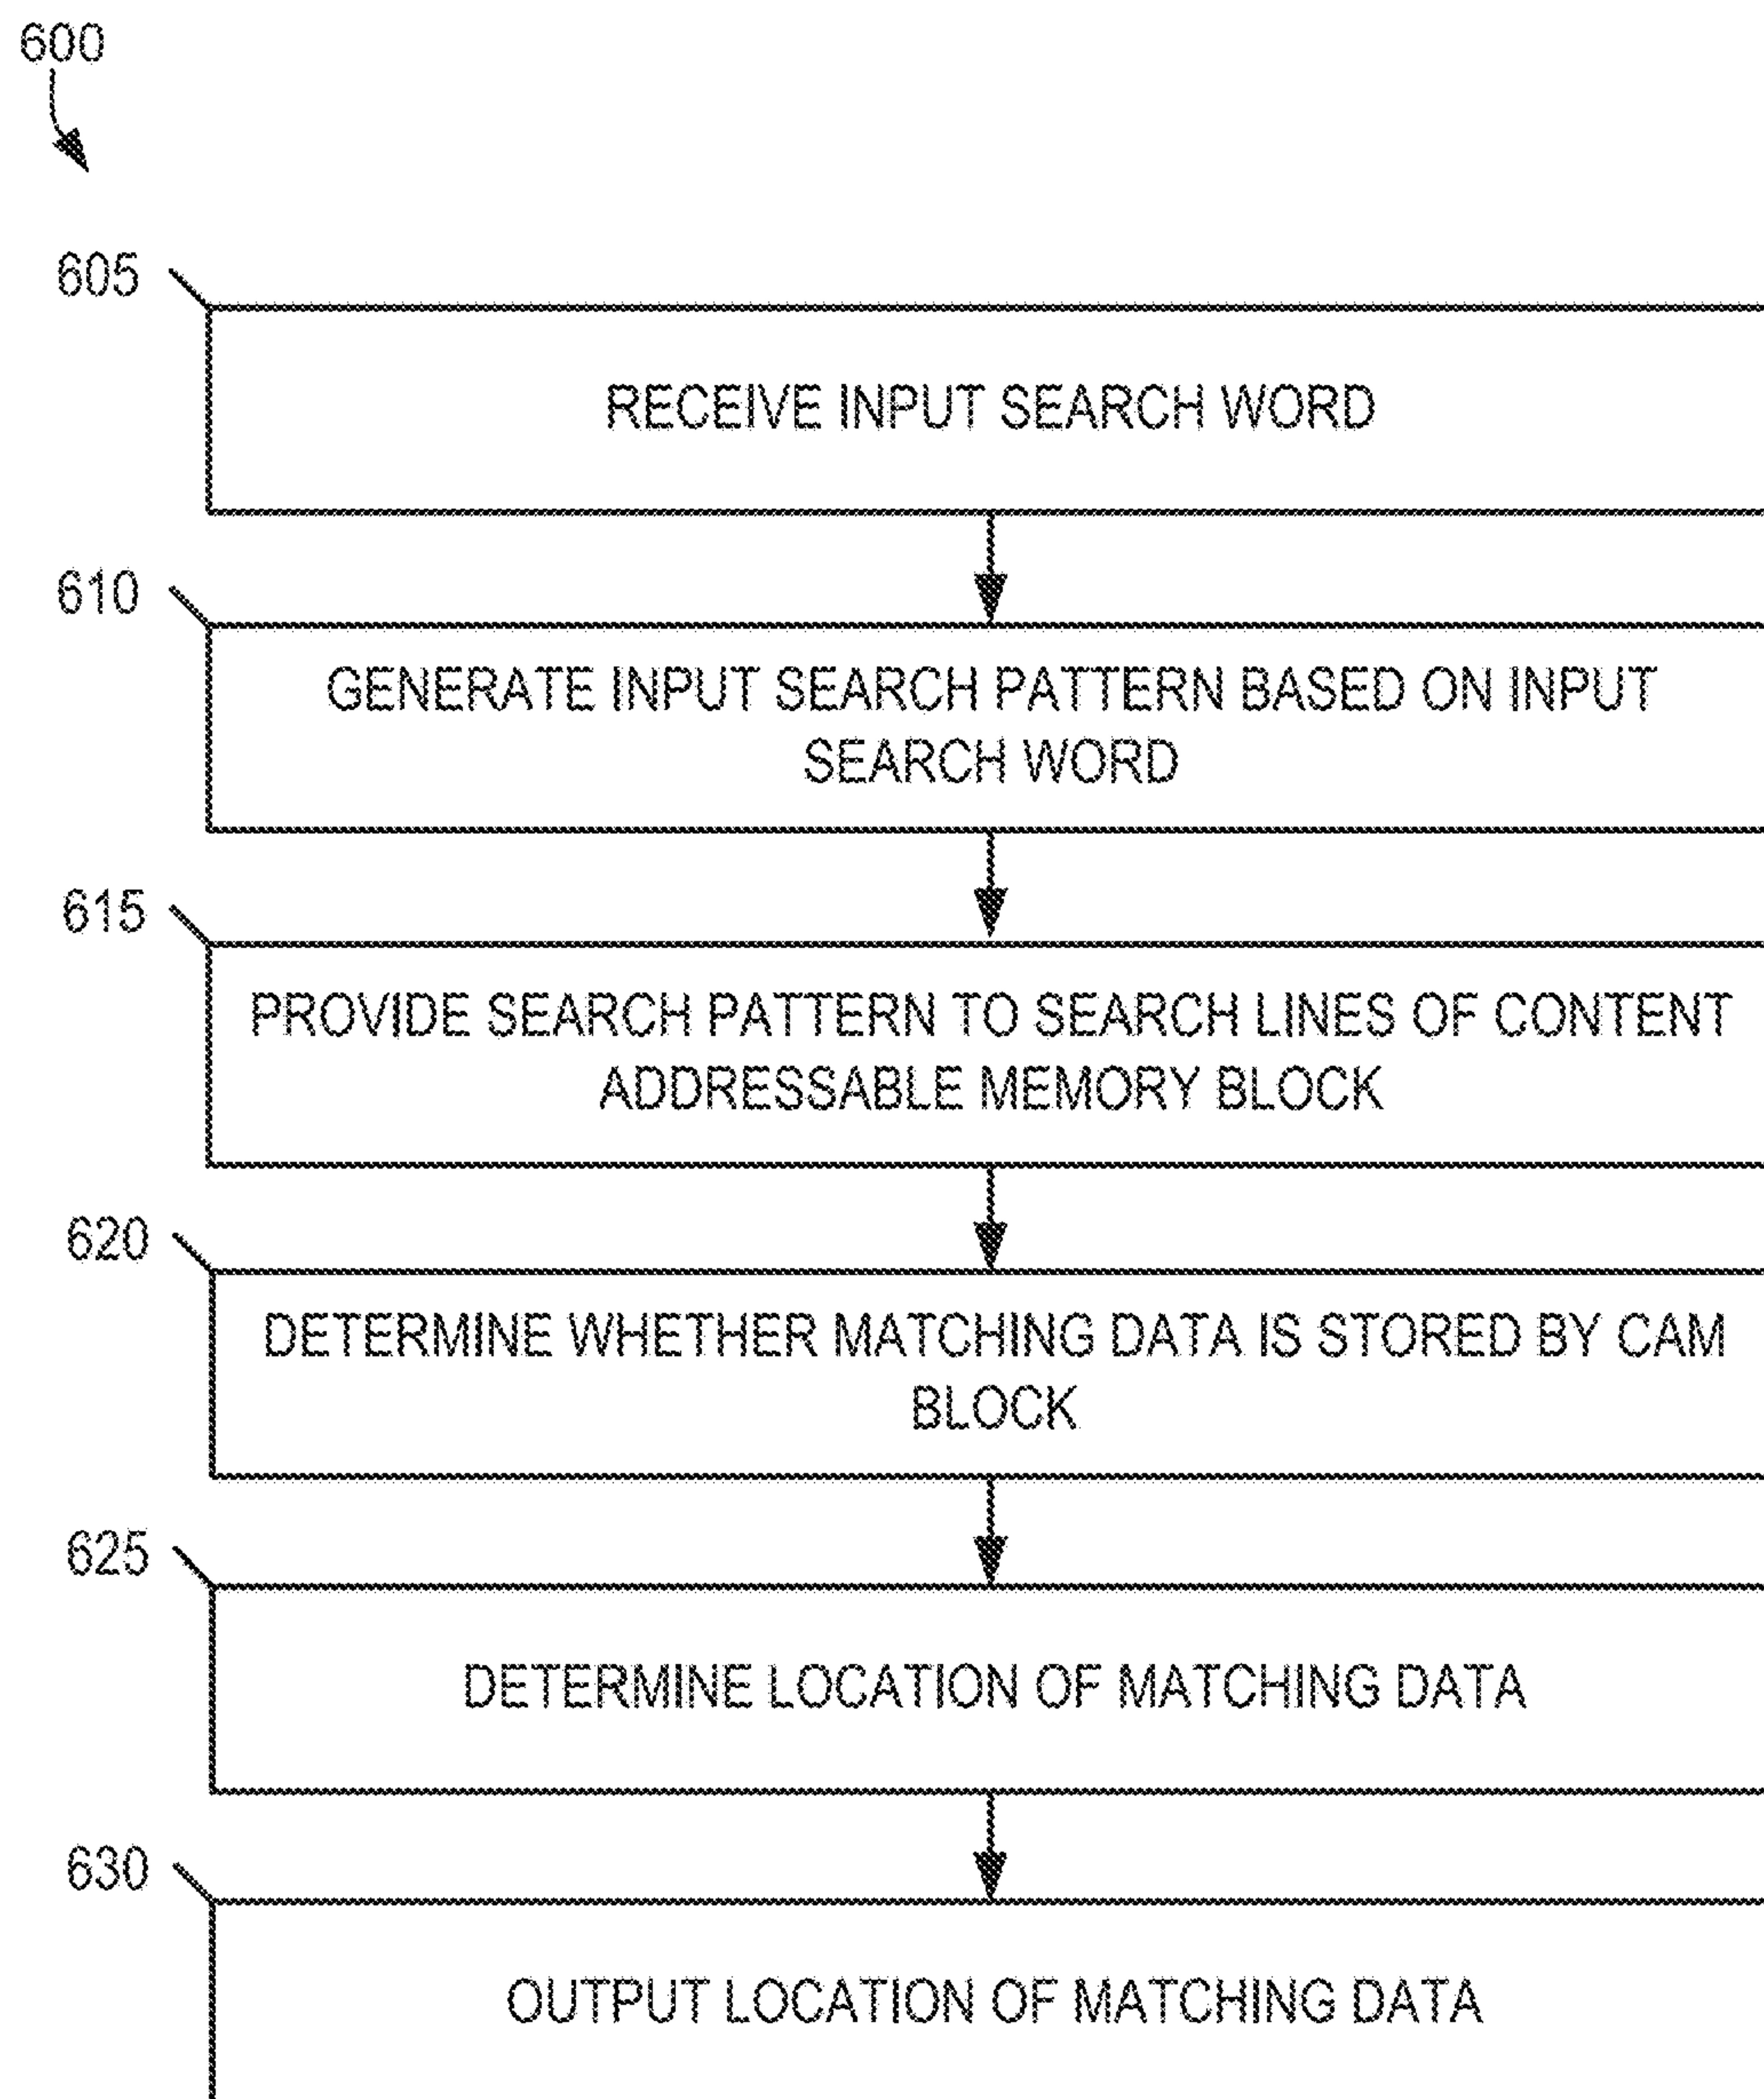 600
605
RECEIVE INPUT SEARCH WORD
610
GENERATE INPUT SEARCH PATTERN BASED ON INPUT
SEARCH WORD
615
PROVIDE SEARCH PATTERN TO SEARCH LINES OF CONTENT
ADDRESSABLE MEMORY BLOCK
620
DETERMINE WHETHER MATCHING DATA IS STORED BY CAM
BLOCK
625
DETERMINE LOCATION OF MATCHING DATA
630
OUTPUT LOCATION OF MATCHING DATA